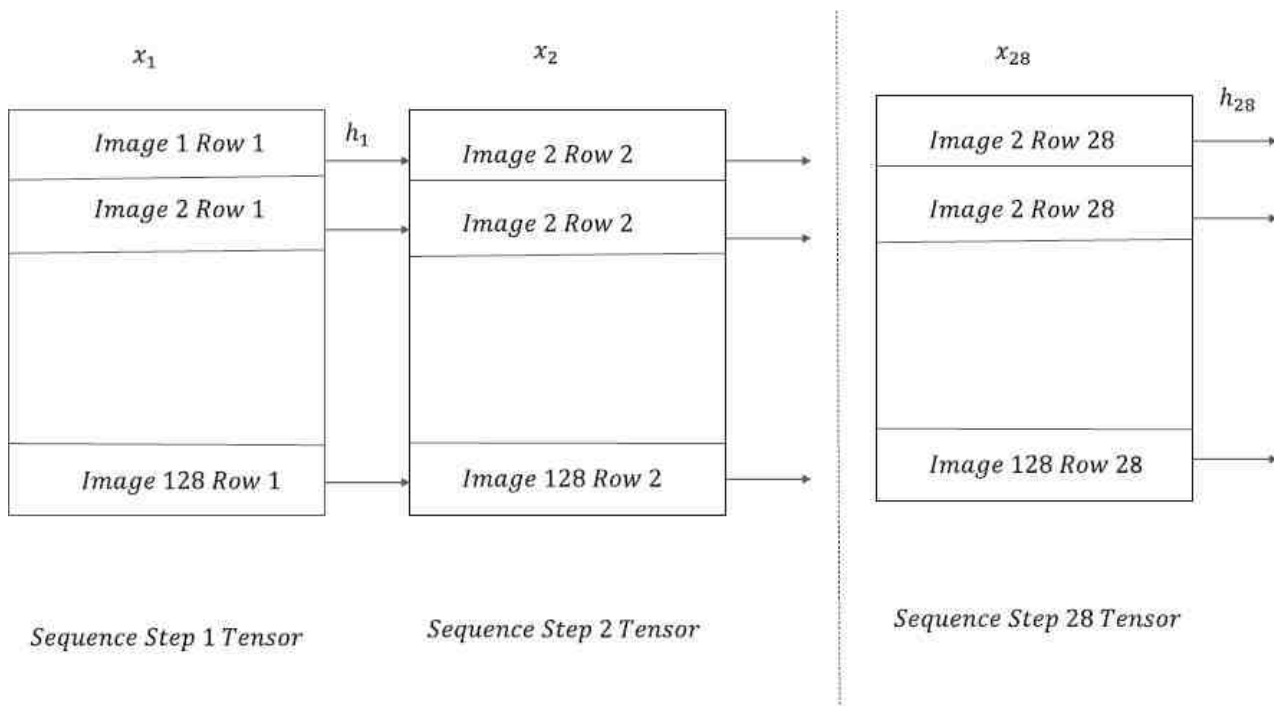 x₁
x₂
x₂₈
h₁
h₂₈
Image 1 Row 1
Image 2 Row 2
Image 2 Row 28
Image 2 Row 1
Image 2 Row 2
Image 2 Row 28
Image 128 Row 1
Image 128 Row 2
Image 128 Row 28
Sequence Step 1 Tensor
Sequence Step 2 Tensor
Sequence Step 28 Tensor